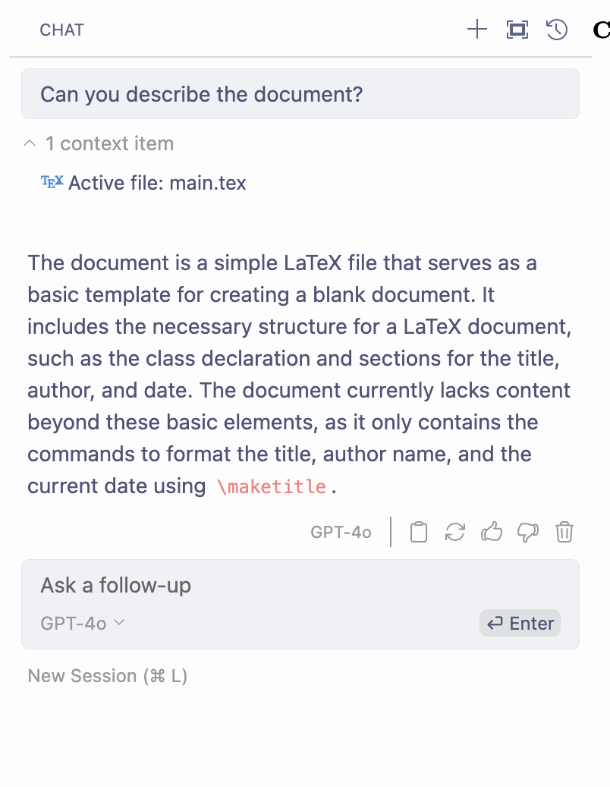 CHAT
C
Can you describe the document?
1 context item
TEX Active file: main.tex
The document is a simple LaTeX file that serves as a
basic template for creating a blank document. It
includes the necessary structure for a LaTeX document,
such as the class declaration and sections for the title,
author, and date. The document currently lacks content
beyond these basic elements, as it only contains the
commands to format the title, author name, and the
current date using \maketitle.
GPT-4o
Ask a follow-up
GPT-4o
Enter
New Session (⌘ L)